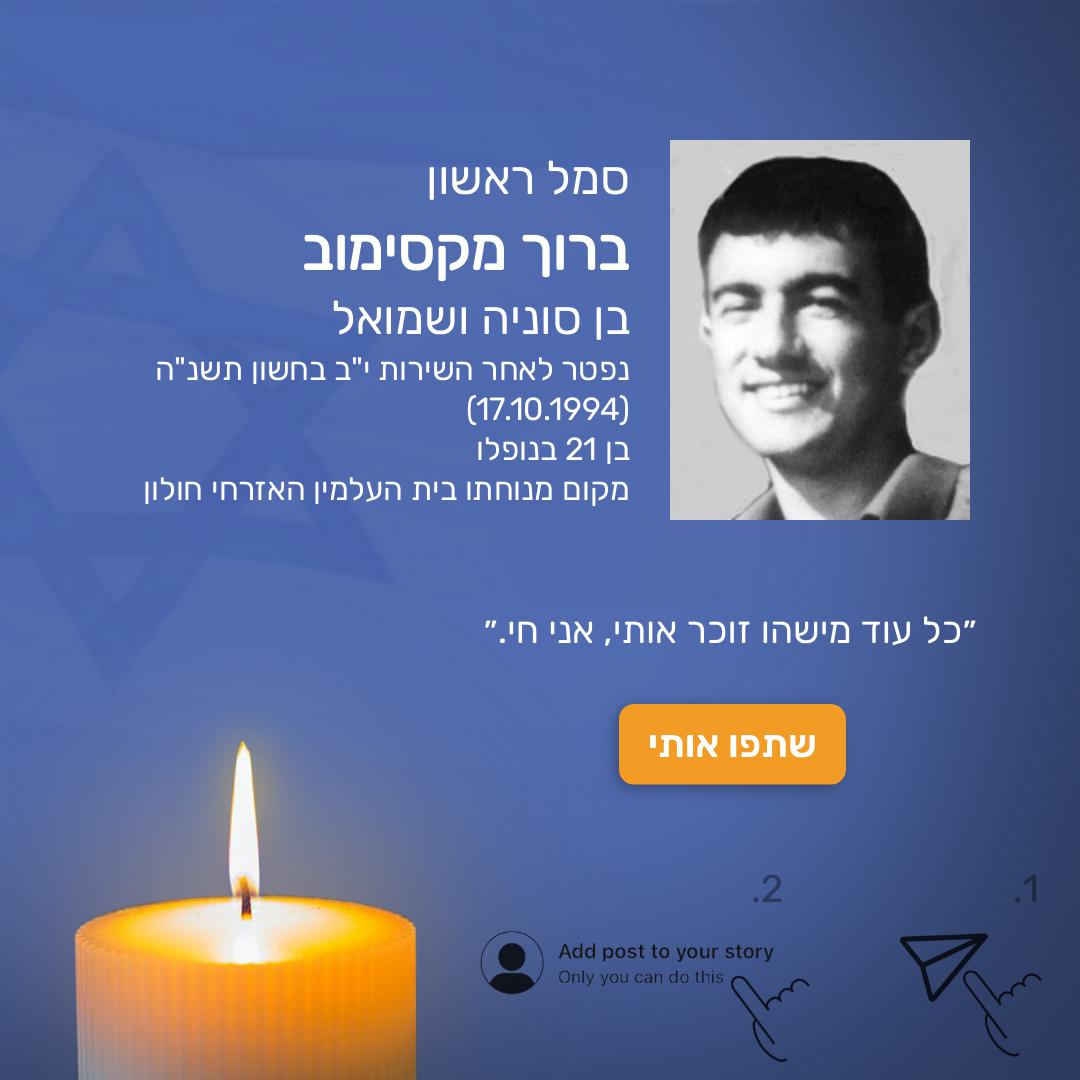 סמל ראשון
ברוך מקסימוב
בן סוניה ושמואל
נפטר לאחר השירות י"ב בחשון תשנ"ה
(17.10.1994)
בן 21 בנופלו
מקום מנוחתו בית העלמין האזרחי חולון
״כל עוד מישהו זוכר אותי, אני חי.״
שתפו אותי
.1
.2
Add post to your story
Only you can do this